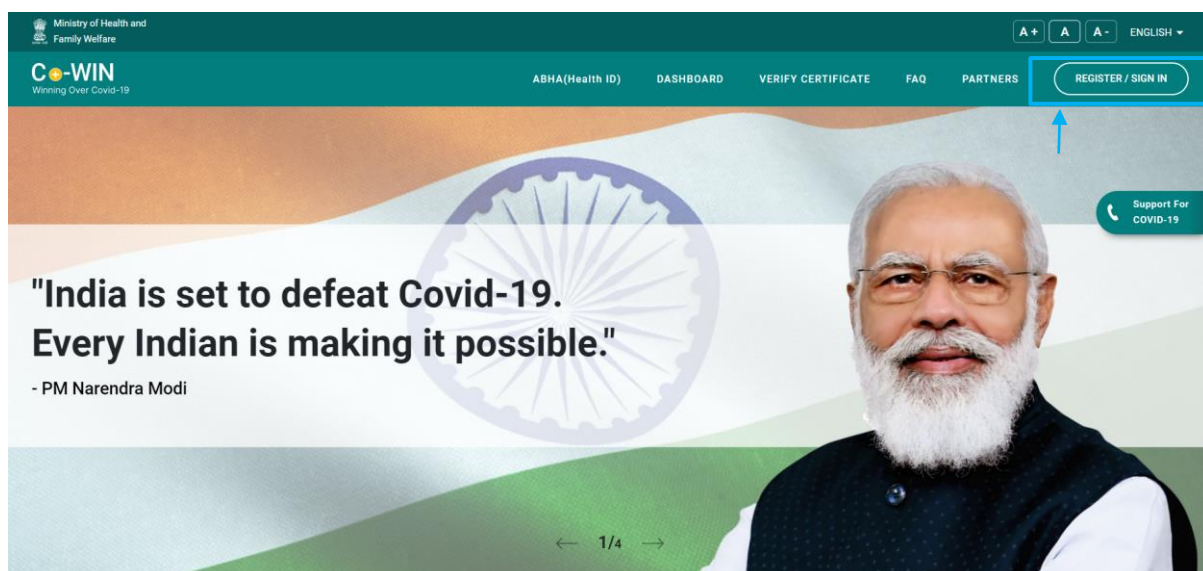 Ministry of Health and
Family Welfare
A+ A A- ENGLISH
Co-WIN
Winning Over Covid-19
ABHA(Health ID) DASHBOARD VERIFY CERTIFICATE FAQ PARTNERS REGISTER / SIGN IN
Support For
COVID-19
"India is set to defeat Covid-19.
Every Indian is making it possible."
- PM Narendra Modi
1/4